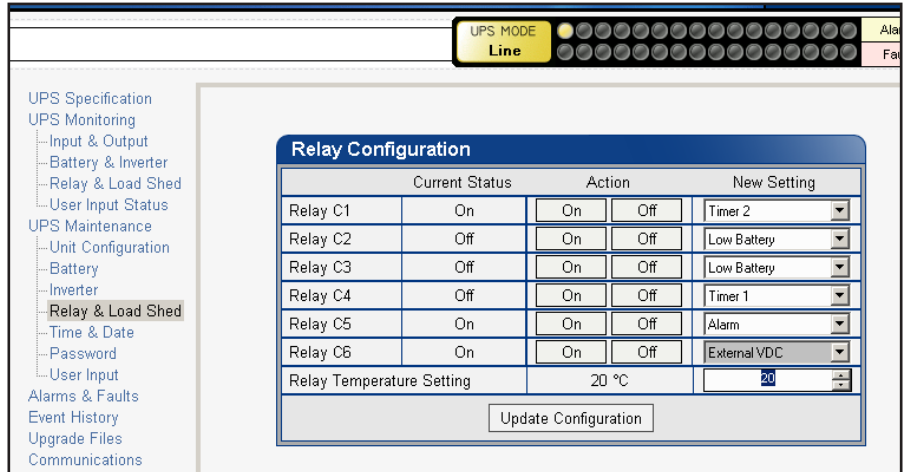 UPS MODE
Line
UPS Specification
UPS Monitoring
Input & Output
Battery & Inverter
Relay & Load Shed
User Input Status
UPS Maintenance
Unit Configuration
Battery
Inverter
Relay & Load Shed
Time & Date
Password
User Input
Alarms & Faults
Event History
Upgrade Files
Communications
Relay Configuration
Current Status Action New Setting
Relay C1 On On Off Timer 2
Relay C2 Off On Off Low Battery
Relay C3 Off On Off Low Battery
Relay C4 Off On Off Timer 1
Relay C5 On On Off Alarm
Relay C6 On On Off External VDC
Relay Temperature Setting 20 °C 20
Update Configuration